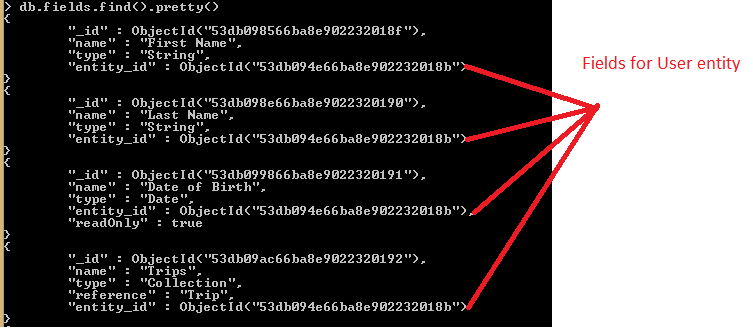 > db.fields.find().pretty()
{
"_id" : ObjectId("53db098566ba8e902232018f"),
"name" : "First Name",
"type" : "String",
"entity_id" : ObjectId("53db094e66ba8e902232018b")
}
{
"_id" : ObjectId("53db098e66ba8e9022320190"),
"name" : "Last Name",
"type" : "String",
"entity_id" : ObjectId("53db094e66ba8e902232018b")
}
{
"_id" : ObjectId("53db099866ba8e9022320191"),
"name" : "Date of Birth",
"type" : "Date",
"entity_id" : ObjectId("53db094e66ba8e902232018b"),
"readOnly" : true
}
{
"_id" : ObjectId("53db09ac66ba8e9022320192"),
"name" : "Trips",
"type" : "Collection",
"reference" : "Trip",
"entity_id" : ObjectId("53db094e66ba8e902232018b")
}
Fields for User entity